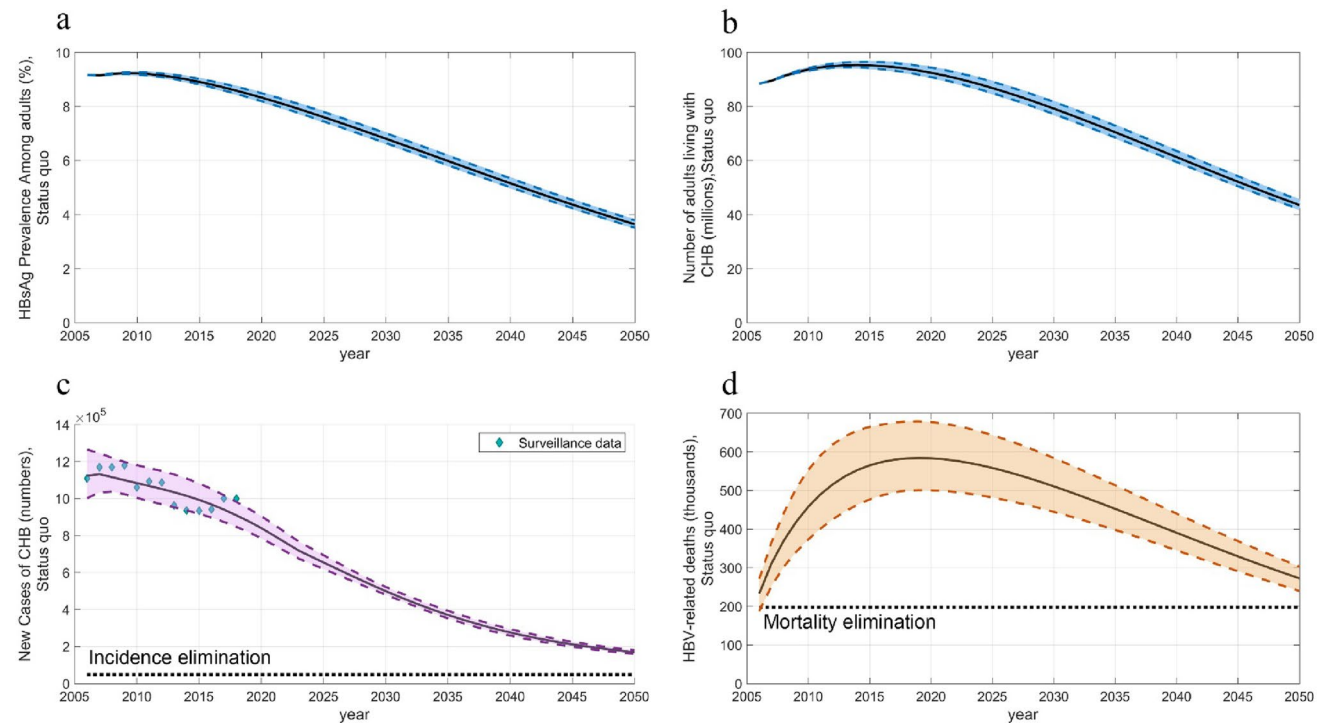 a
HBsAg Prevalence Among adults (%),
Status quo
10
8
6
4
2
0
2005 2010 2015 2020 2025 2030 2035 2040 2045 2050
year
b
Number of adults living with
CHB (millions),Status quo
100
80
60
40
20
0
2005 2010 2015 2020 2025 2030 2035 2040 2045 2050
year
c
New Cases of CHB (numbers),
Status quo
×10⁵
14
12
10
8
6
4
2
0
Surveillance data
Incidence elimination
2005 2010 2015 2020 2025 2030 2035 2040 2045 2050
year
d
HBV-related deaths (thousands),
Status quo
700
600
500
400
300
200
100
0
Mortality elimination
2005 2010 2015 2020 2025 2030 2035 2040 2045 2050
year